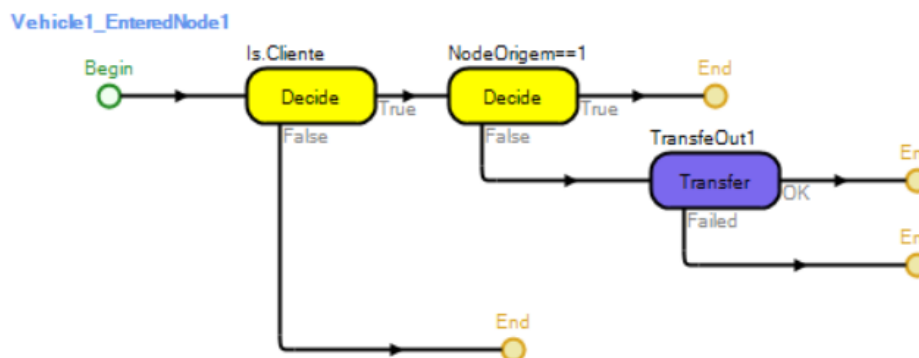 Vehicle1_EnteredNode1
Is.Cliente
NodeOrigem==1
Begin
End
Decide
Decide
True
True
False
False
TransfeOut1
Transfer
OK
Failed
End